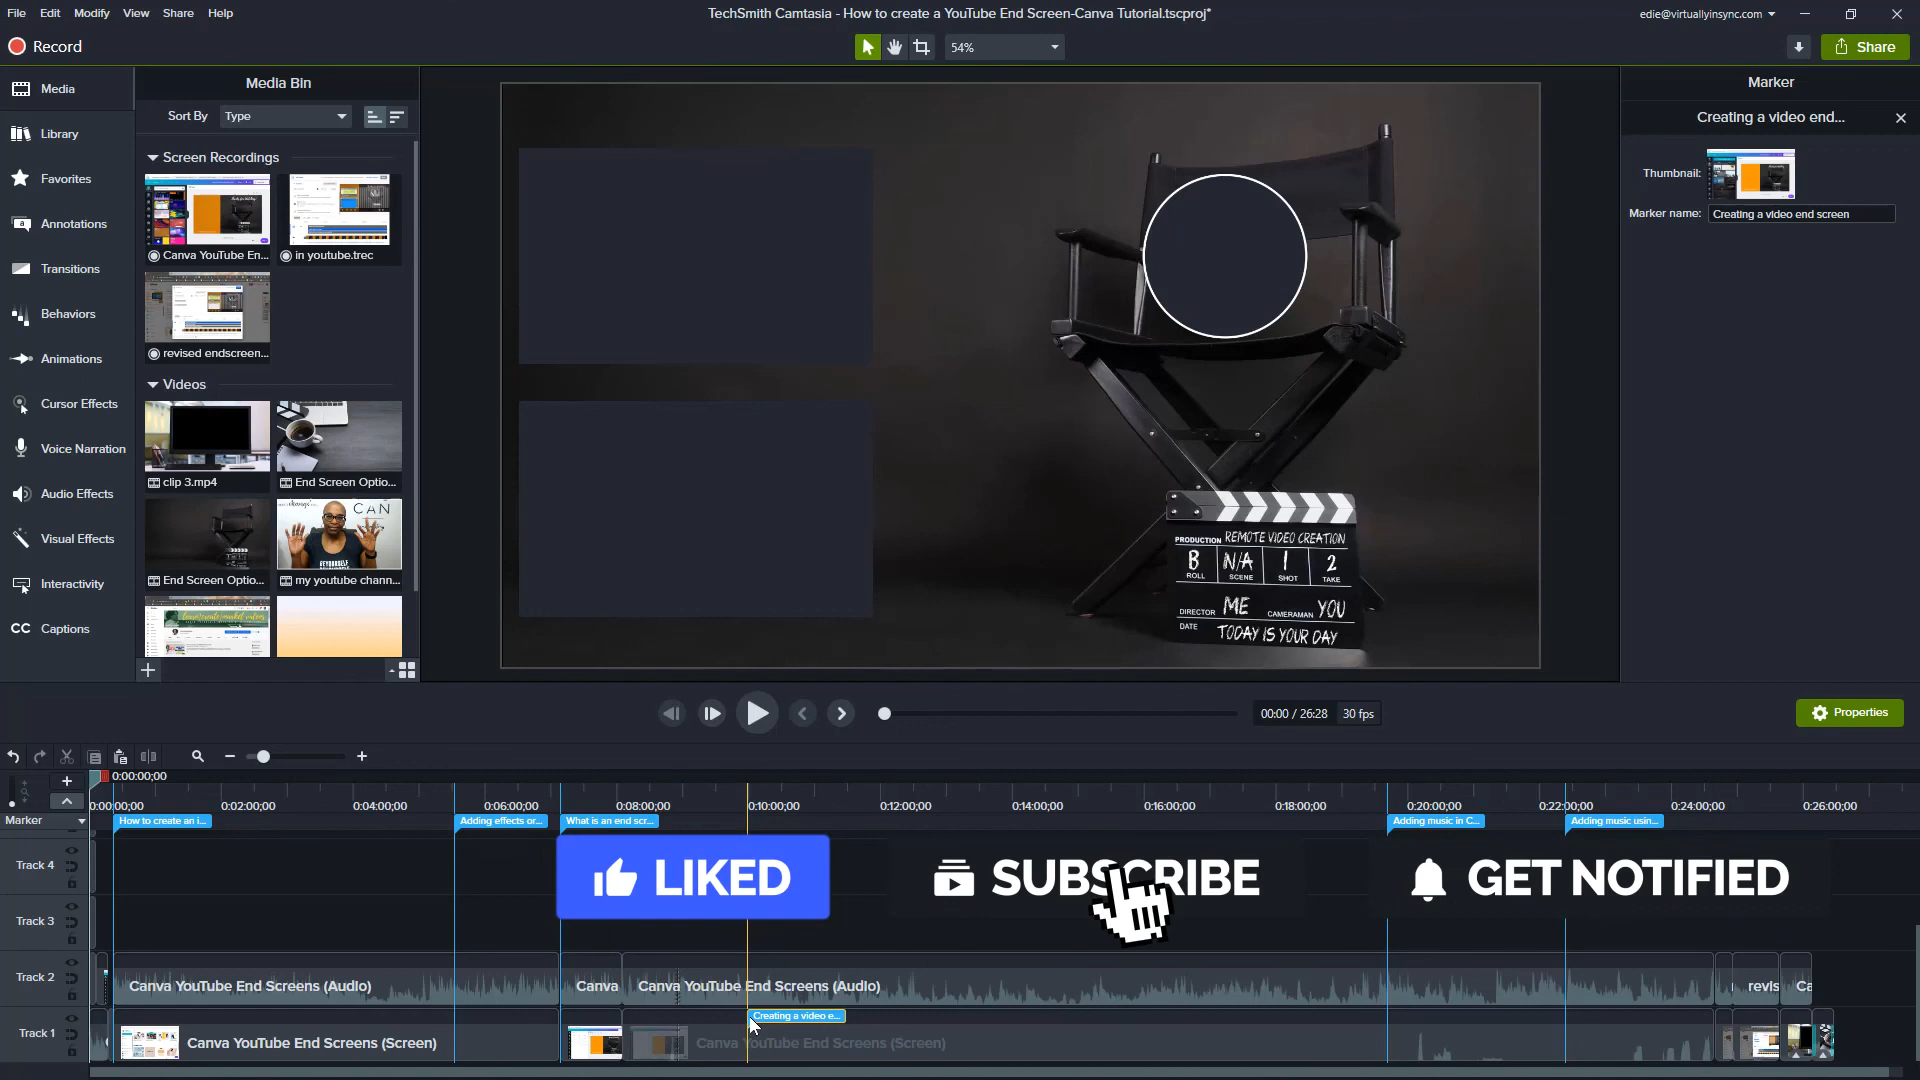 File Edit Modify View Share Help
TechSmith Camtasia - How to create a YouTube End Screen-Canva Tutorial.tscproj*
edie@virtuallyinsync.com
Record
54%
Share
Media
Library
Favorites
Annotations
Transitions
Behaviors
Animations
Cursor Effects
Voice Narration
Audio Effects
Visual Effects
Interactivity
CC Captions
Media Bin
Sort By Type
Screen Recordings
Canva YouTube En...
in youtube.trec
revised endscreen...
Videos
clip 3.mp4
End Screen Optio...
End Screen Optio...
my youtube chann...
CAN
PRODUCTION REMOTE VIDEO CREATION
B N/A 1 2
ROLL SCENE SHOT TAKE
DIRECTOR ME CAMERAMAN YOU
DATE TODAY IS YOUR DAY
Marker
Creating a video end...
Thumbnail:
Marker name: Creating a video end screen
00:00 / 26:28 30 fps
Properties
0:00:00;00
0:00:00;00 0:02:00;00 0:04:00;00 0:06:00;00 0:08:00;00 0:10:00;00 0:12:00;00 0:14:00;00 0:16:00;00 0:18:00;00 0:20:00;00 0:22:00;00 0:24:00;00 0:26:00;00
Marker
How to create an i...
Adding effects or...
What is an end scr...
Adding music in C...
Adding music usin...
Track 4
LIKED
SUBSCRIBE
GET NOTIFIED
Track 3
Track 2
Canva YouTube End Screens (Audio)
Canva
Canva YouTube End Screens (Audio)
revis
Ca
Creating a video e...
Track 1
Canva YouTube End Screens (Screen)
Canva YouTube End Screens (Screen)